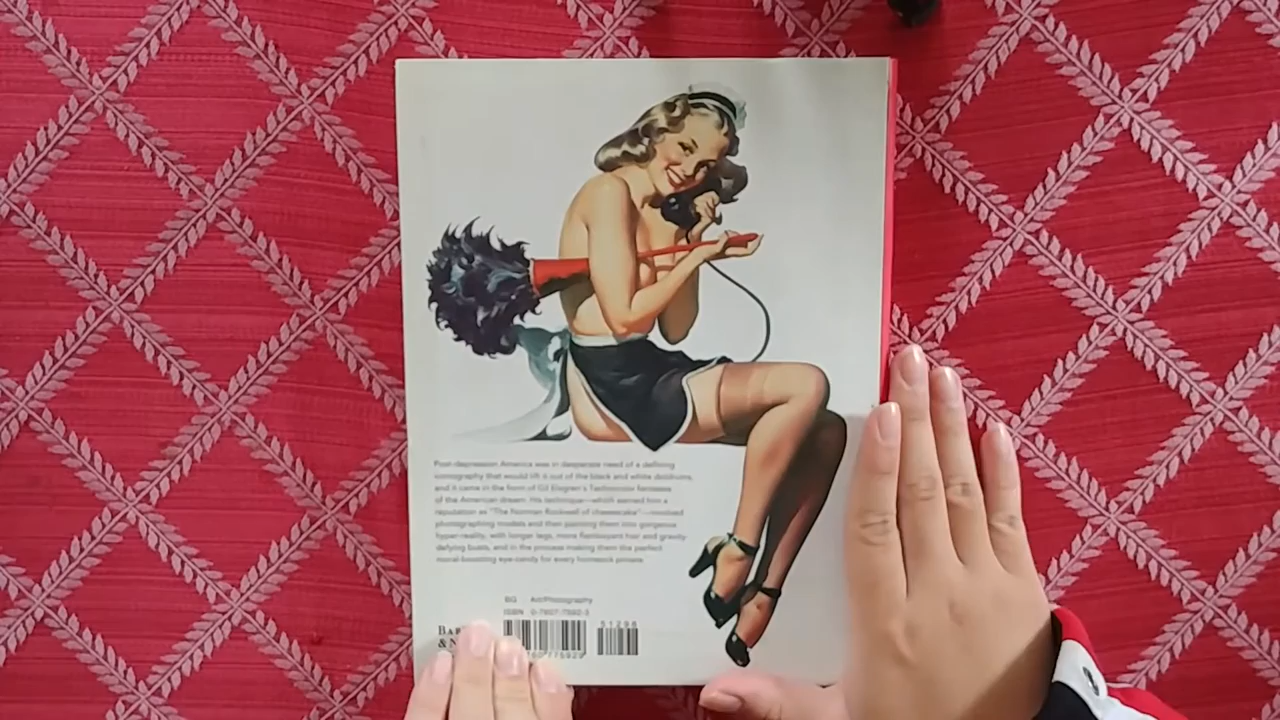 Post-depression America was in desperate need of a defining
iconography that would lift it out of the black and white doldrums,
and it came in the form of Gil Elvgren's Technicolor fantasies
of the American dream. His technique—which earned him a
reputation as "The Norman Rockwell of cheesecake"—involved
photographing models and then painting them into gorgeous
hyper-reality, with longer legs, more flamboyant hair and gravity
defying busts, and in the process making them the perfect
moral-boosting eye-candy for every homesick private
BG Art/Photography
ISBN 0-7607-7592-3
51298
BAR
&N